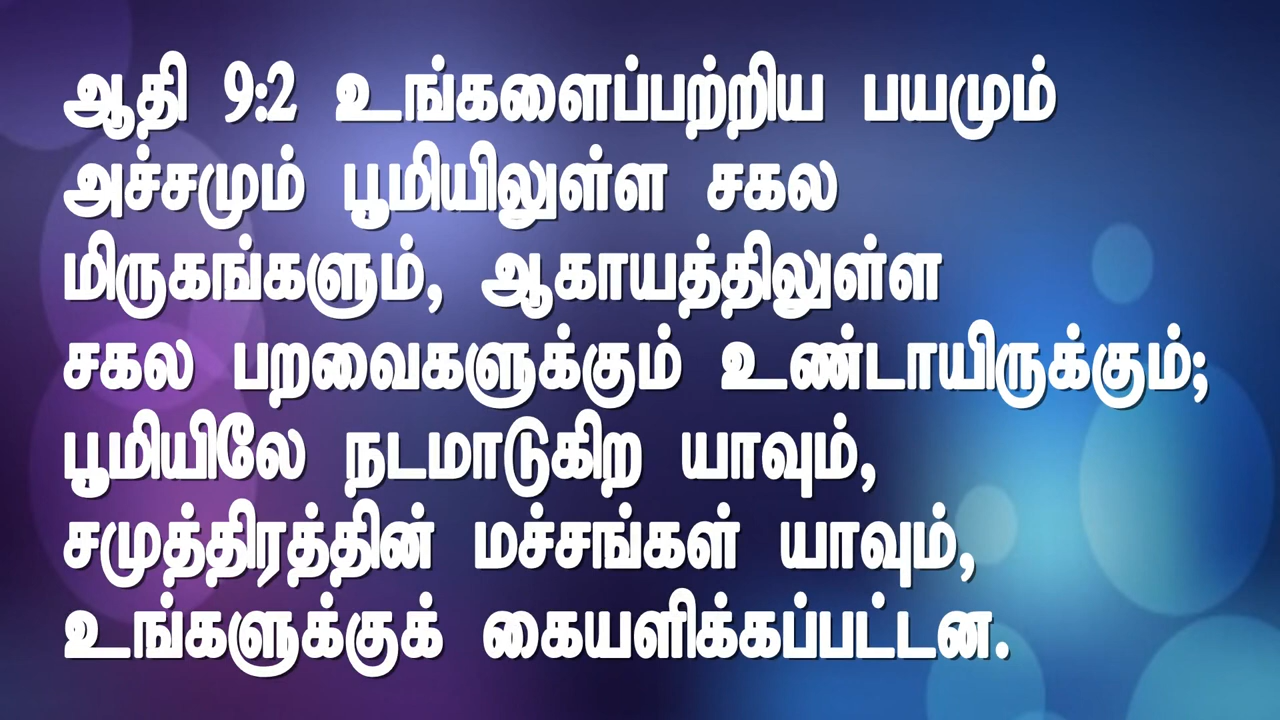 ஆதி 9:2 உங்களைப்பற்றிய பயமும்
அச்சமும் பூமியிலுள்ள சகல
மிருகங்களும், ஆகாயத்திலுள்ள
சகல பறவைகளுக்கும் உண்டாயிருக்கும்;
பூமியிலே நடமாடுகிற யாவும்,
சமுத்திரத்தின் மச்சங்கள் யாவும்,
உங்களுக்குக் கையளிக்கப்பட்டன.